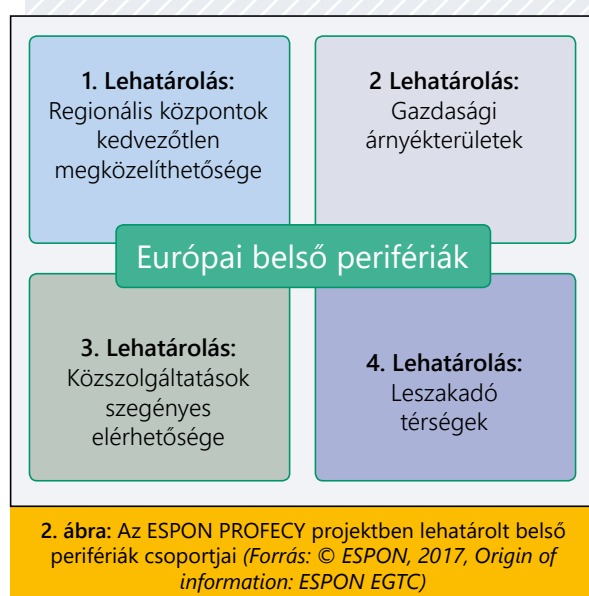 1. Lehatárolás:
Regionális központok
kedvezőtlen
megközelíthetősége
2 Lehatárolás:
Gazdasági
árnyékterületek
Európai belső perifériák
3. Lehatárolás:
Közszolgáltatások
szegényes
elérhetősége
4. Lehatárolás:
Leszakadó
térségek
2. ábra: Az ESPON PROFECY projektben lehatárolt belső
perifériák csoportjai (Forrás: © ESPON, 2017, Origin of
information: ESPON EGTC)